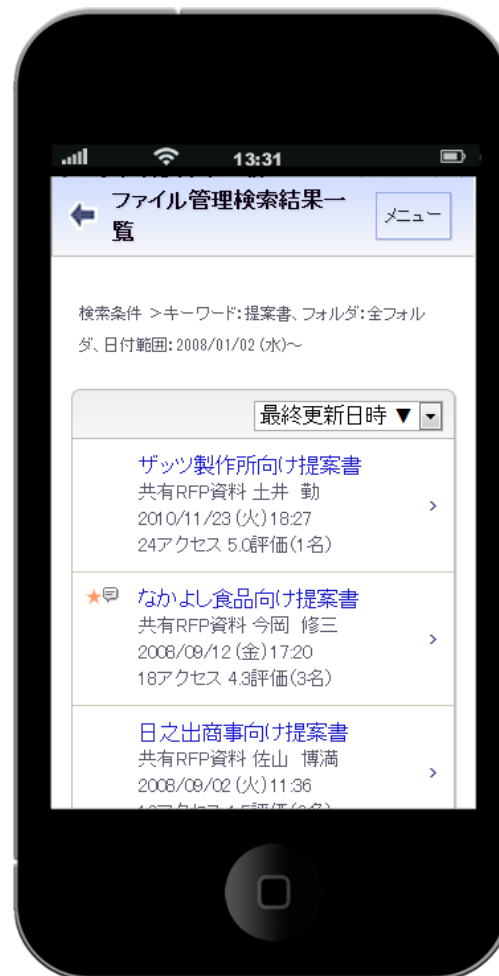 13:31
ファイル管理検索結果一
覧
メニュー
検索条件 >キーワード:提案書、フォルダ:全フォル
ダ、日付範囲:2008/01/02(水)~
最終更新日時 ▼
ザッツ製作所向け提案書
共有RFP資料 土井 勤
2010/11/23(火)18:27
24アクセス 5.0評価(1名)
なかよし食品向け提案書
共有RFP資料 今岡 修三
2008/09/12(金)17:20
18アクセス 4.3評価(3名)
日之出商事向け提案書
共有RFP資料 佐山 博満
2008/09/02(火)11:36